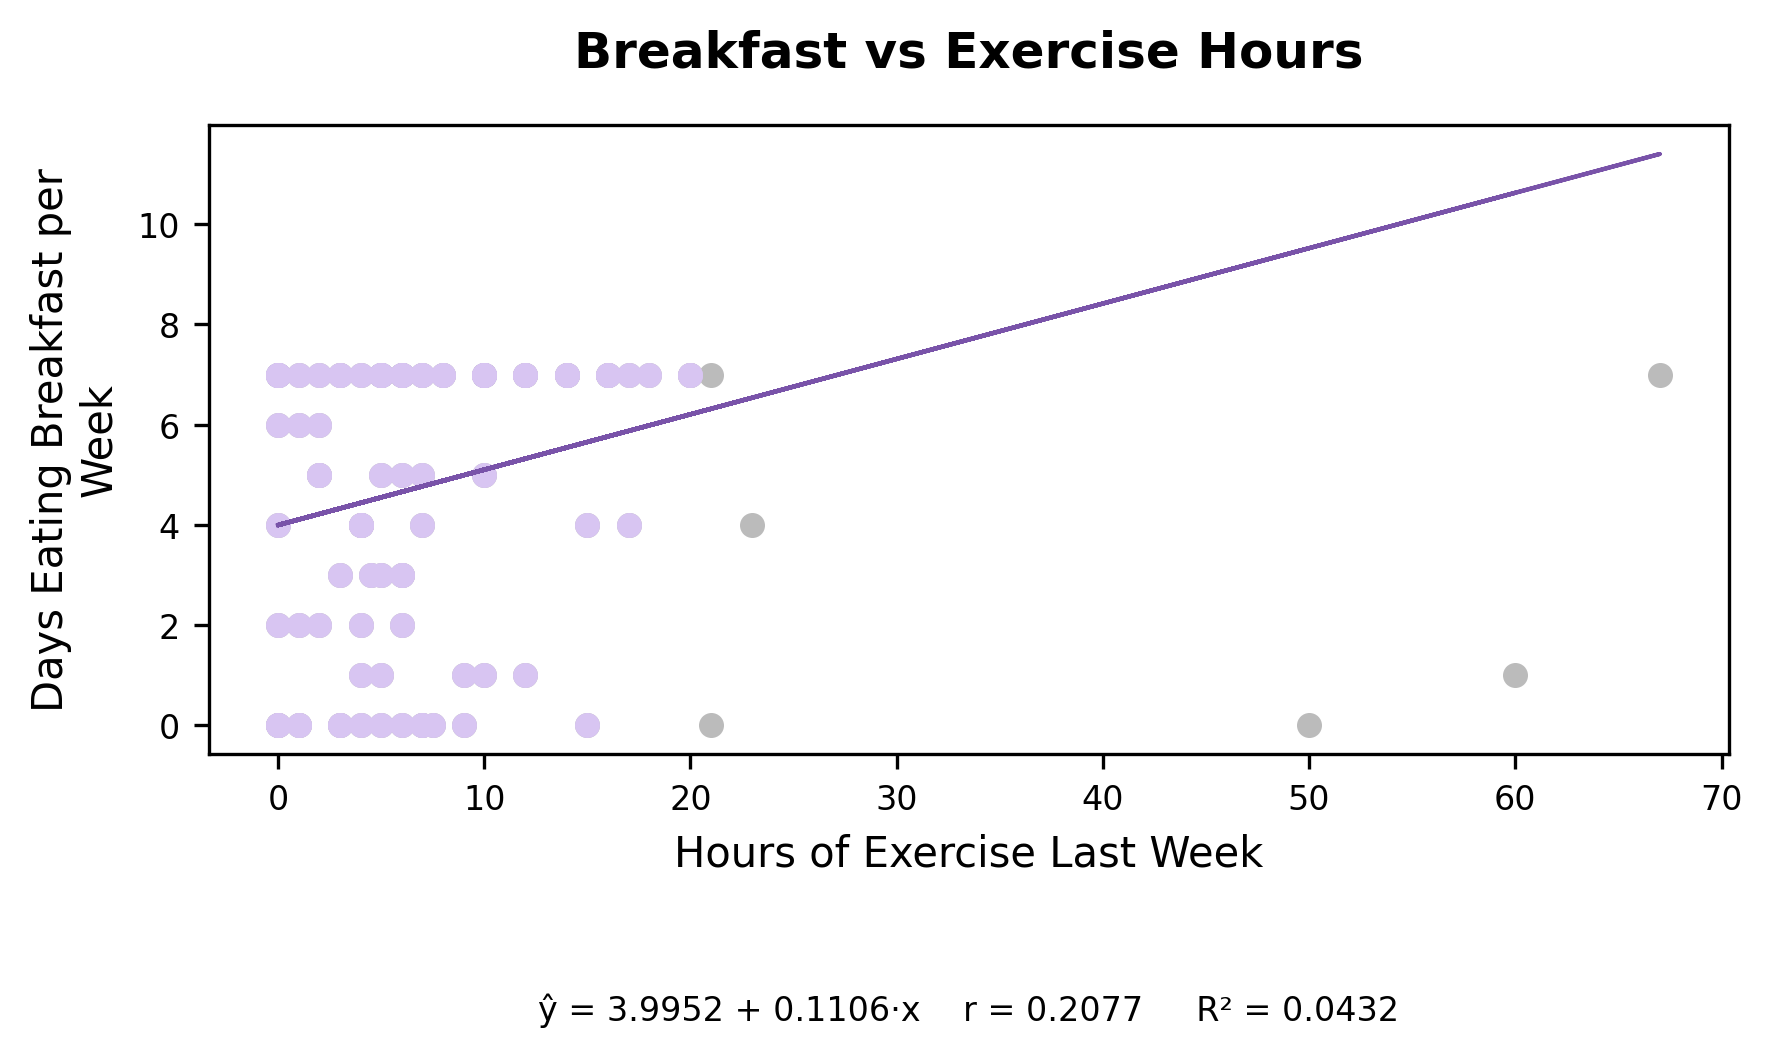 Breakfast vs Exercise Hours
Days Eating Breakfast per
Week
10
8
6
4
2
0
0 10 20 30 40 50 60 70
Hours of Exercise Last Week
ŷ = 3.9952 + 0.1106·x r = 0.2077 R² = 0.0432